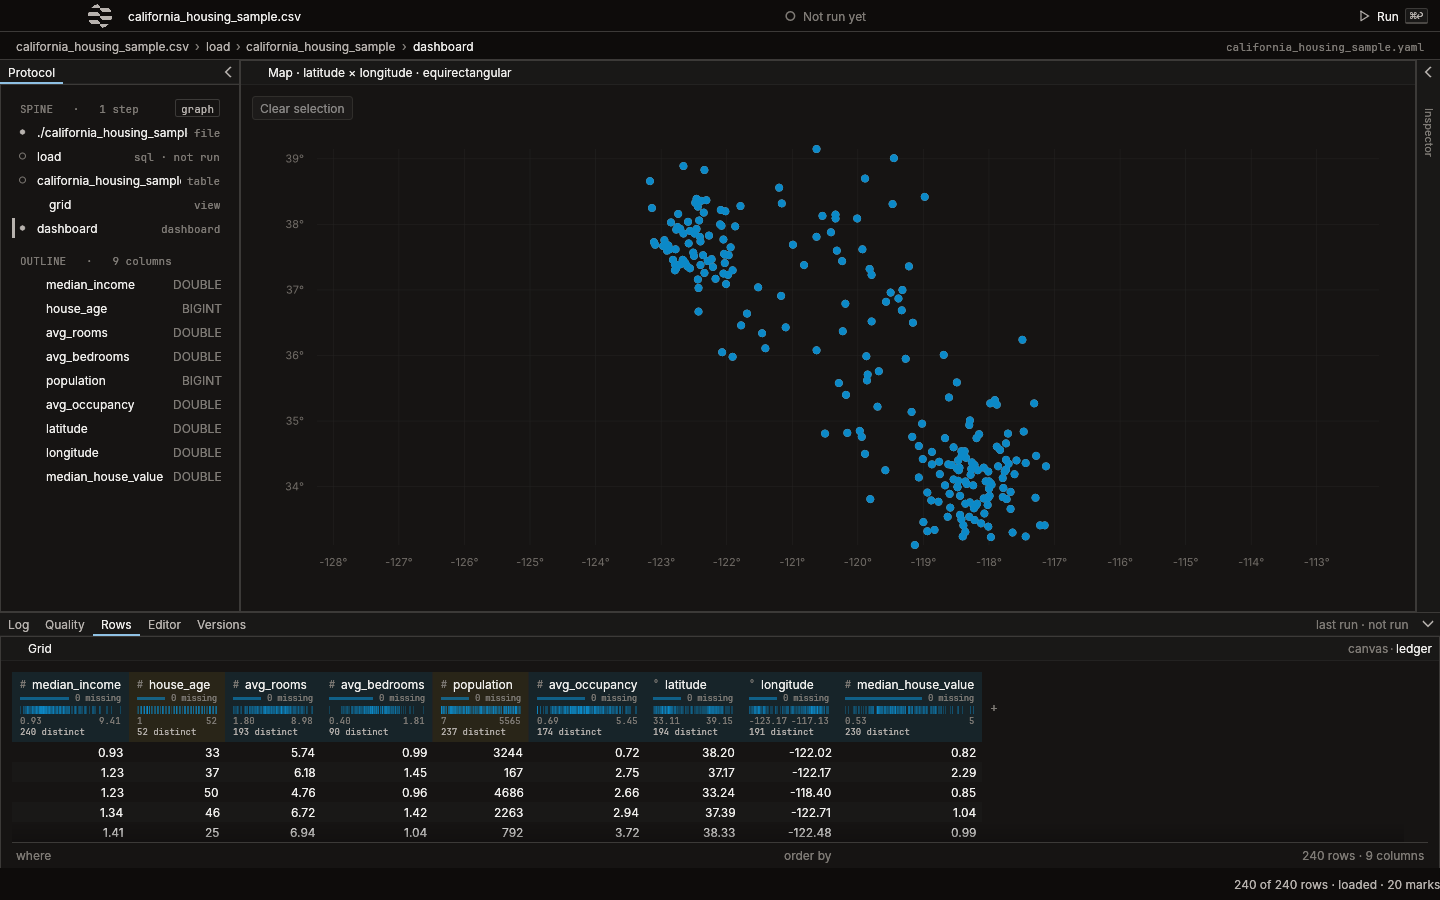 california_housing_sample.csv
Not run yet
Run
california_housing_sample.csv › load › california_housing_sample › dashboard
california_housing_sample.yaml
Protocol
Map · latitude × longitude · equirectangular
SPINE · 1 step
graph
./california_housing_sampl file
load sql · not run
california_housing_sampl table
grid view
dashboard dashboard
OUTLINE · 9 columns
median_income DOUBLE
house_age BIGINT
avg_rooms DOUBLE
avg_bedrooms DOUBLE
population BIGINT
avg_occupancy DOUBLE
latitude DOUBLE
longitude DOUBLE
median_house_value DOUBLE
Clear selection
39°
38°
37°
36°
35°
34°
-128° -127° -126° -125° -124° -123° -122° -121° -120° -119° -118° -117° -116° -115° -114° -113°
Inspector
Log Quality Rows Editor Versions
last run · not run
Grid
canvas · ledger
# median_income # house_age # avg_rooms # avg_bedrooms # population # avg_occupancy ° latitude ° longitude # median_house_value
0 missing 0 missing 0 missing 0 missing 0 missing 0 missing 0 missing 0 missing 0 missing
0.93 9.41 1 52 1.80 8.98 0.40 1.81 7 5565 0.69 5.45 33.11 39.15 -123.17 -117.13 0.53 5
240 distinct 52 distinct 193 distinct 90 distinct 237 distinct 174 distinct 194 distinct 191 distinct 230 distinct
+
0.93 33 5.74 0.99 3244 0.72 38.20 -122.02 0.82
1.23 37 6.18 1.45 167 2.75 37.17 -122.17 2.29
1.23 50 4.76 0.96 4686 2.66 33.24 -118.40 0.85
1.34 46 6.72 1.42 2263 2.94 37.39 -122.71 1.04
1.41 25 6.94 1.04 792 3.72 38.33 -122.48 0.99
where
order by
240 rows · 9 columns
240 of 240 rows · loaded · 20 marks